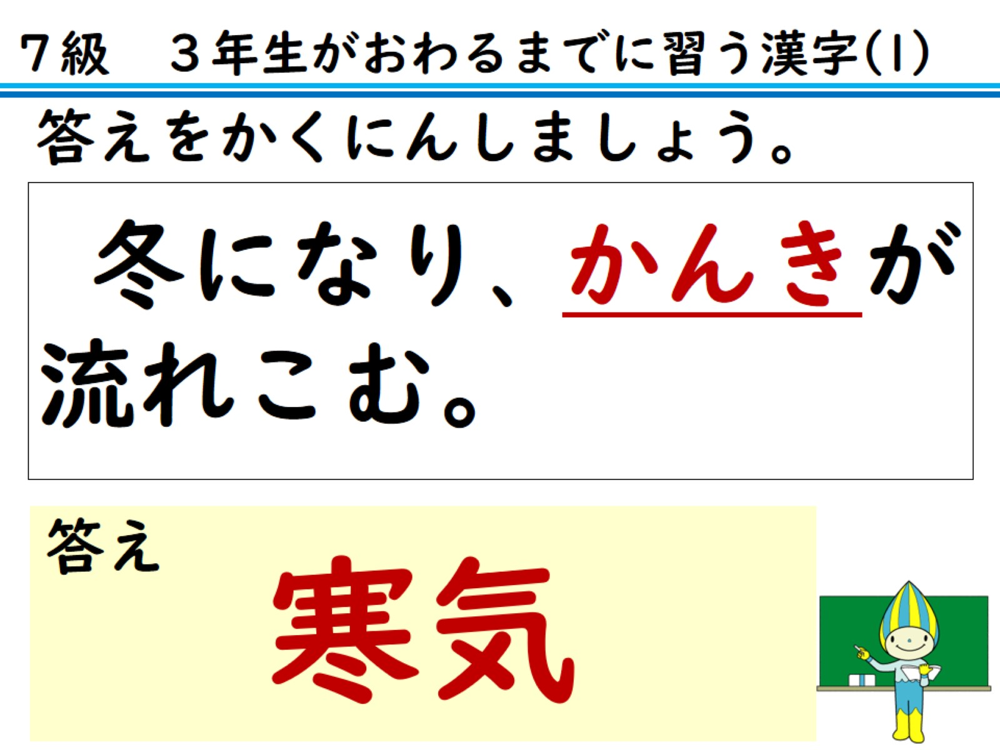 ７級　３年生がおわるまでに習う漢字(1)
答えをかくにんしましょう。
冬になり、かんきが
流れこむ。
答え
寒気